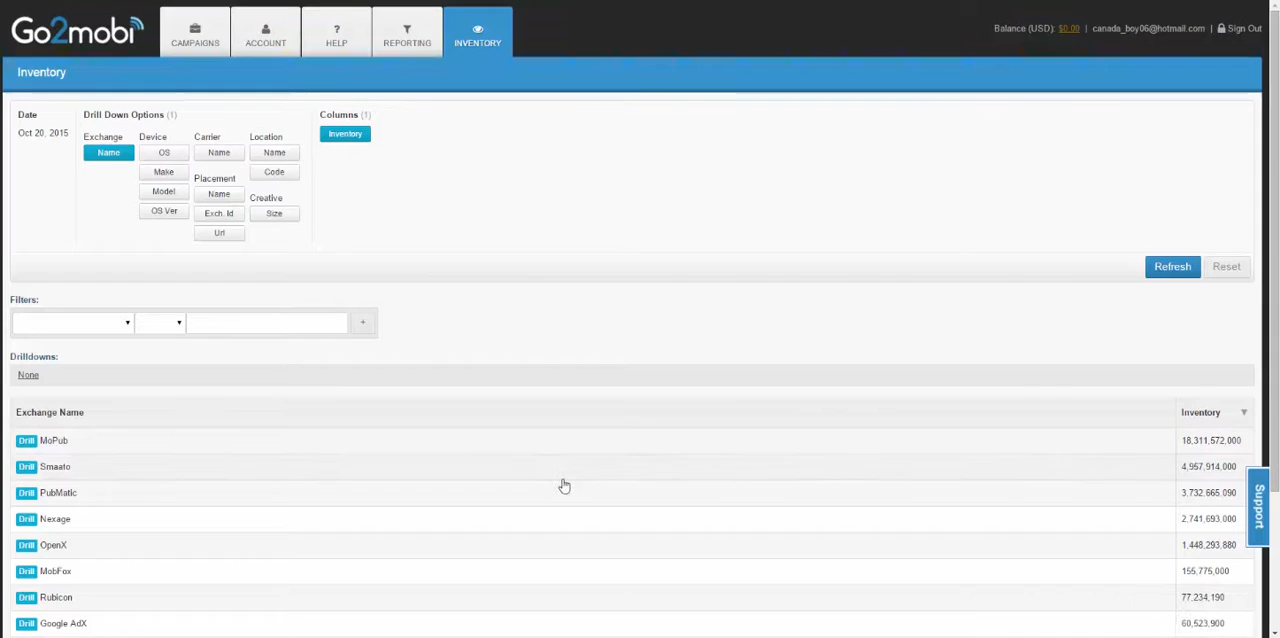 Go2mobi
CAMPAIGNS
ACCOUNT
? HELP
REPORTING
INVENTORY
Balance (USD): $0.00 | canada_boy06@hotmail.com | Sign Out
Inventory
Date
Oct 20, 2015
Drill Down Options (1)
Exchange
Name
Device
OS
Make
Model
OS Ver
Carrier
Name
Placement
Name
Exch. Id
Url
Location
Name
Code
Creative
Size
Columns (1)
Inventory
Refresh
Reset
Filters:
+
Drilldowns:
None
Exchange Name Inventory
Drill MoPub 18,311,572,000
Drill Smaato 4,957,914,000
Drill PubMatic 3,732,665,090
Drill Nexage 2,741,693,000
Drill OpenX 1,448,293,880
Drill MobFox 155,775,000
Drill Rubicon 77,234,190
Drill Google AdX 60,523,900
Support